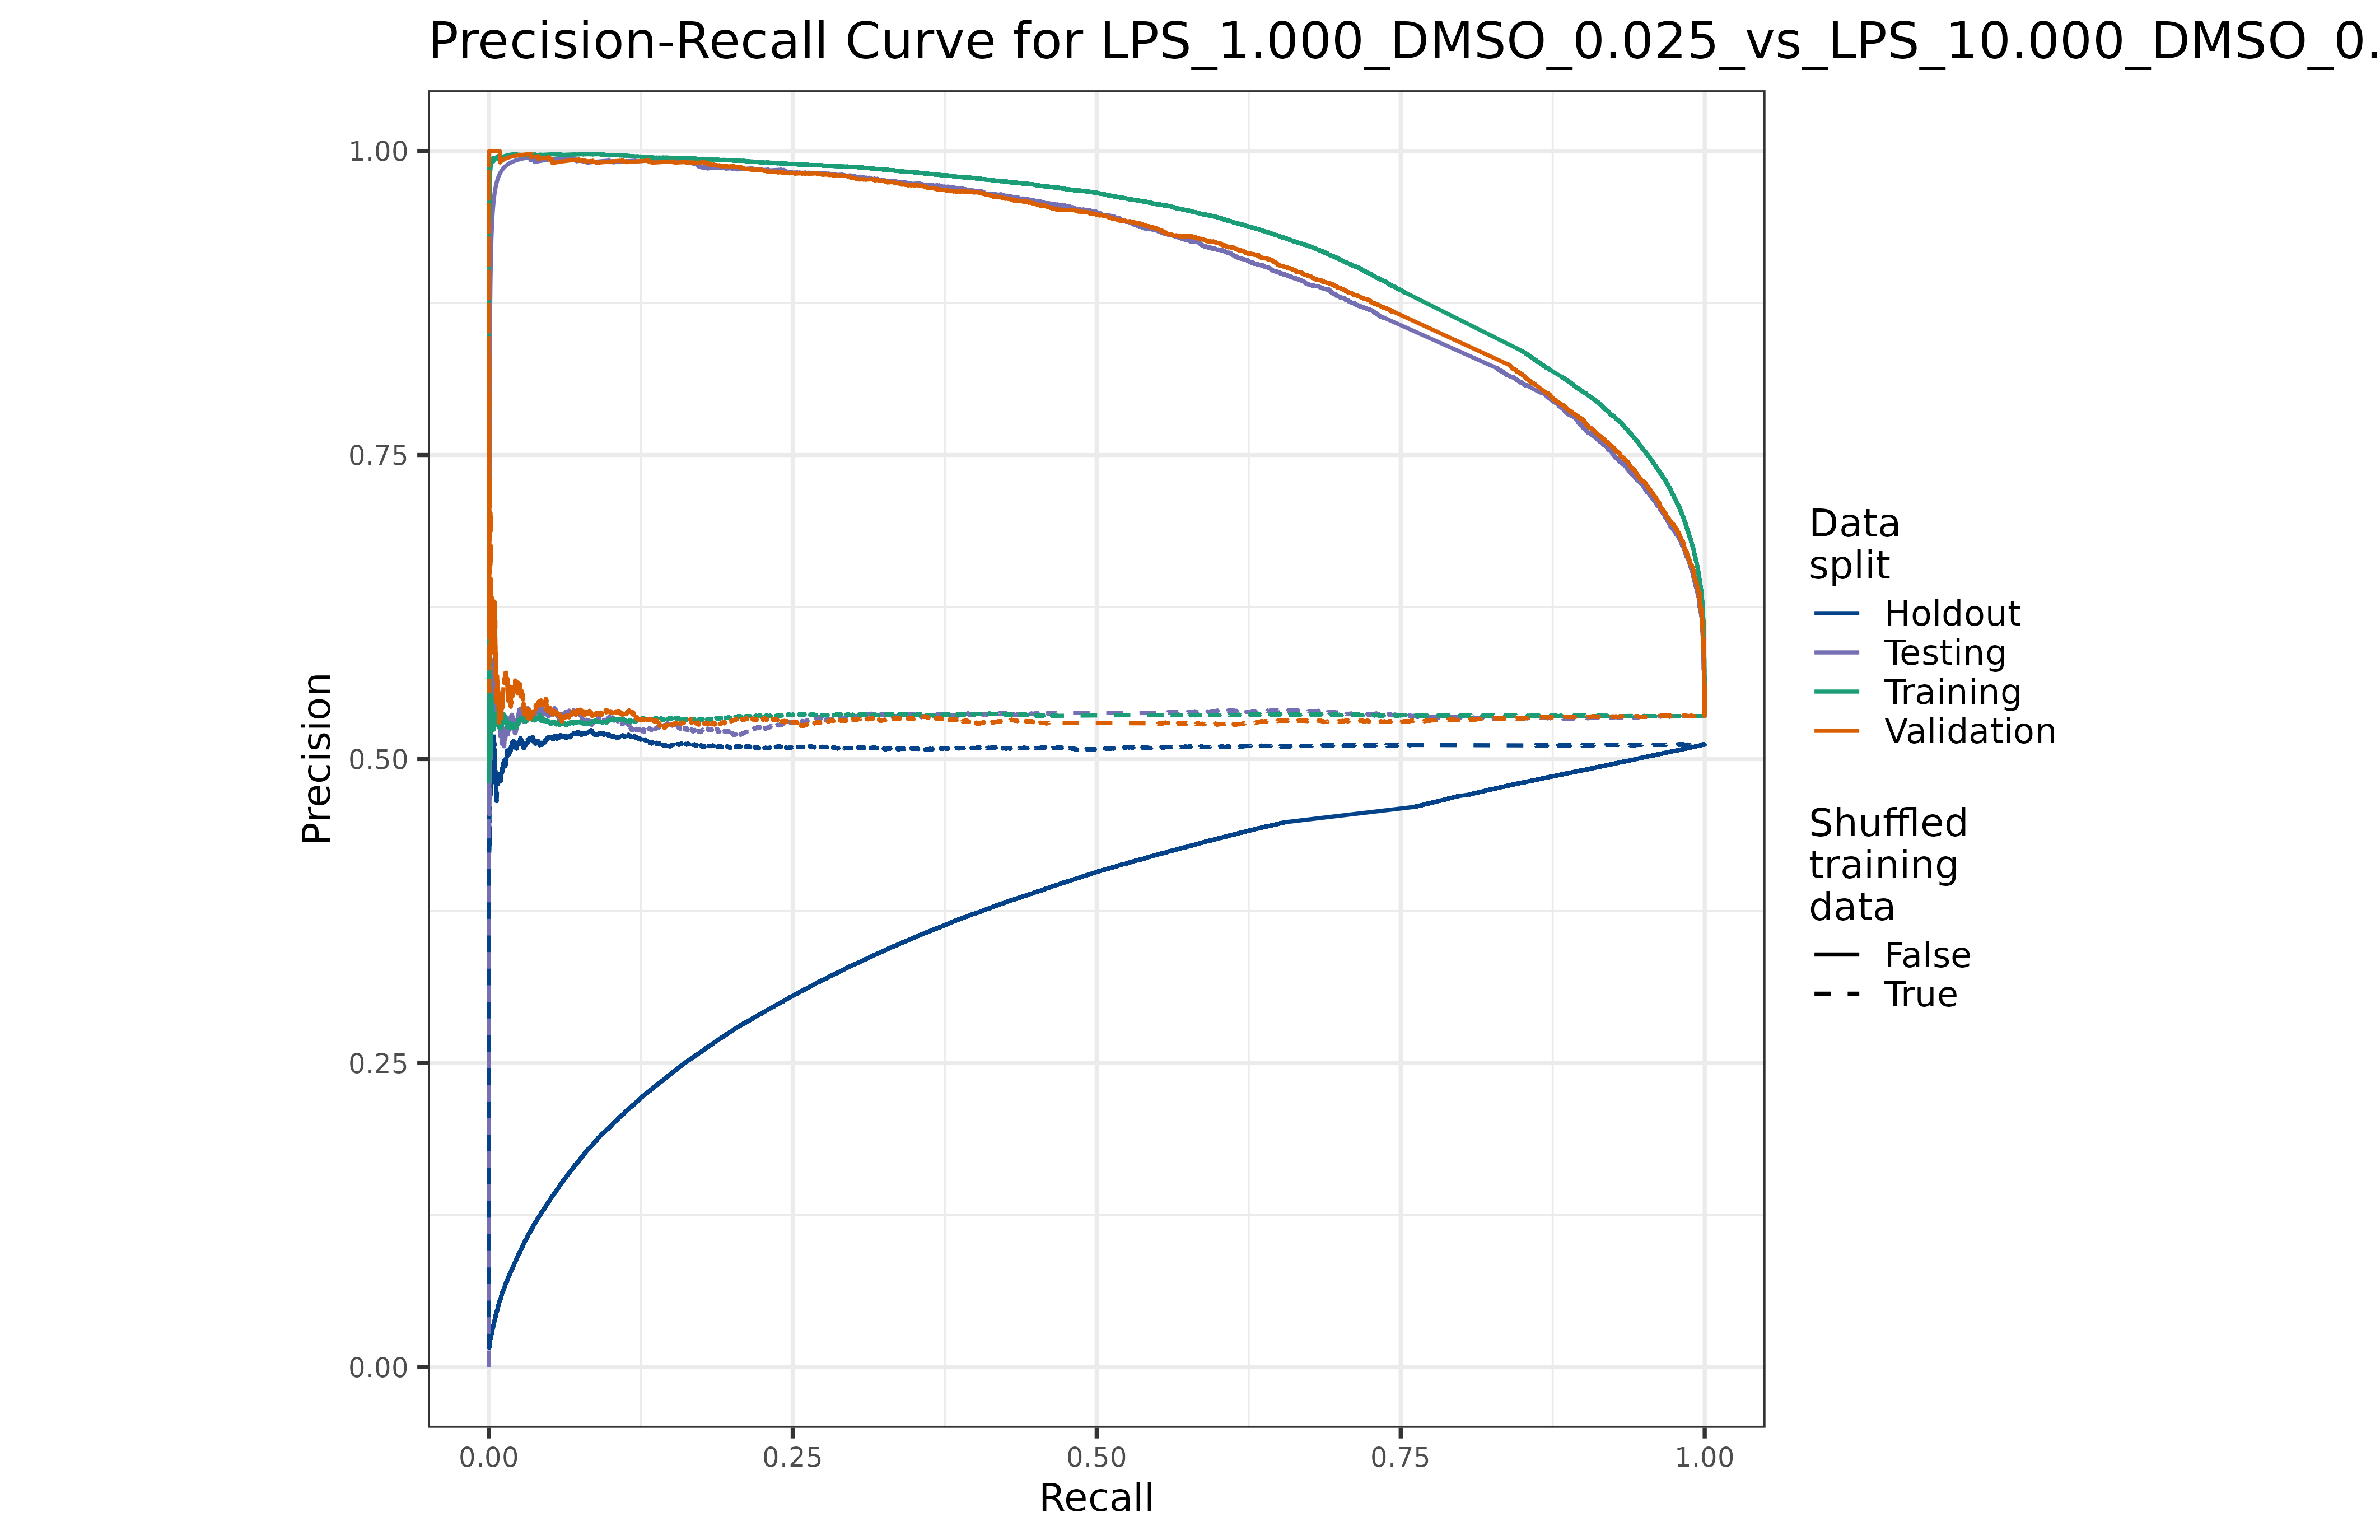 Precision-Recall Curve for LPS_1.000_DMSO_0.025_vs_LPS_10.000_DMSO_0.
1.00
0.75
0.50
0.25
0.00
Precision
0.00 0.25 0.50 0.75 1.00
Recall
Data
split
Holdout
Testing
Training
Validation
Shuffled
training
data
False
True